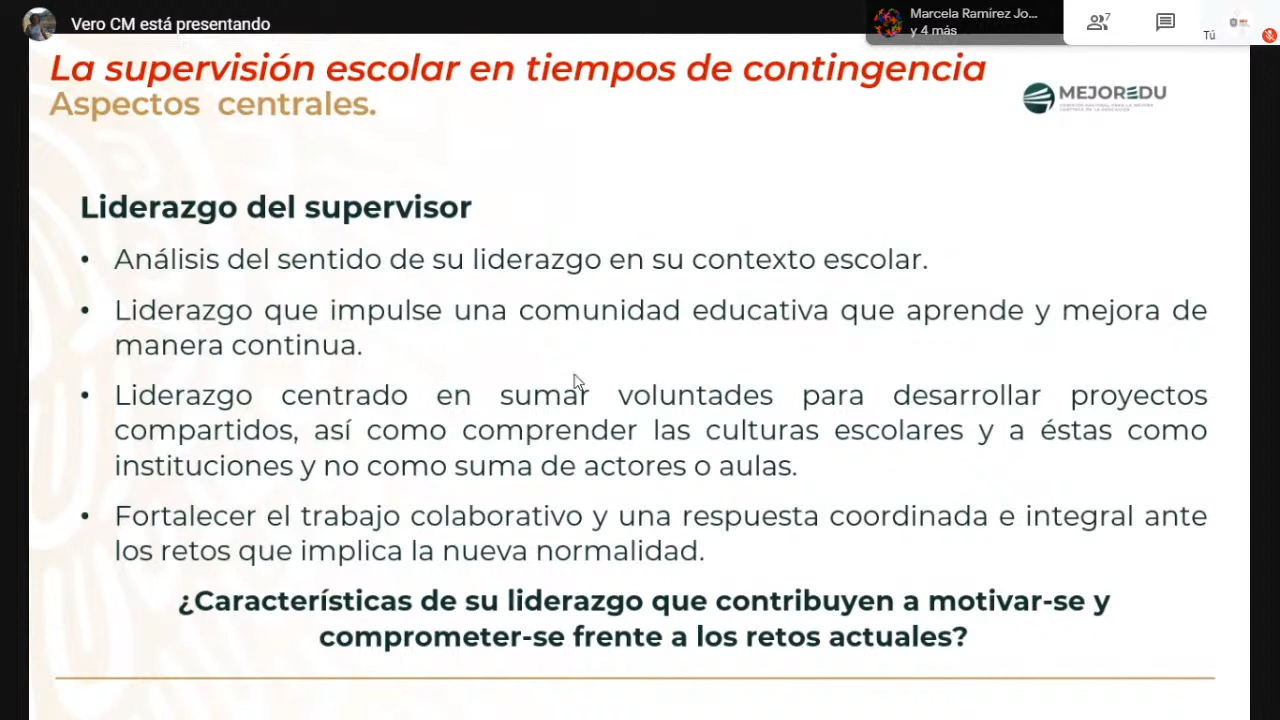 Vero CM está presentando
Marcela Ramírez Jo...
y 4 más
7
Tú
La supervisión escolar en tiempos de contingencia
Aspectos centrales.
MEJOREDU
COMISIÓN NACIONAL PARA LA MEJORA
CONTINUA DE LA EDUCACIÓN
Liderazgo del supervisor
• Análisis del sentido de su liderazgo en su contexto escolar.
• Liderazgo que impulse una comunidad educativa que aprende y mejora de
manera continua.
• Liderazgo centrado en sumar voluntades para desarrollar proyectos
compartidos, así como comprender las culturas escolares y a éstas como
instituciones y no como suma de actores o aulas.
• Fortalecer el trabajo colaborativo y una respuesta coordinada e integral ante
los retos que implica la nueva normalidad.
¿Características de su liderazgo que contribuyen a motivar-se y
comprometer-se frente a los retos actuales?